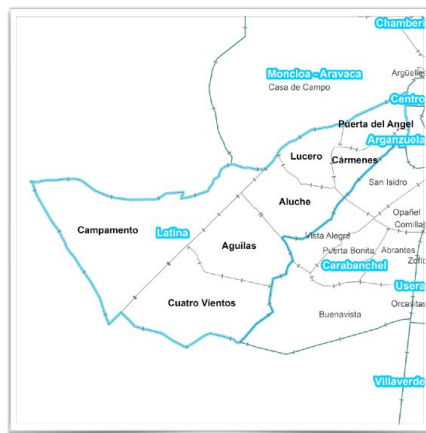 Chamberí
Moncloa - Aravaca
Argüelles
Casa de Campo
Centro
Puerta del Angel
Arganzuela
Lucero
Cármenes
San Isidro
Aluche
Opañel
Comillas
Campamento
Latina
Vista Alegre
Aguilas
Puerta Bonita
Abrantes
Carabanchel
Usera
Cuatro Vientos
Orcasitas
Buenavista
Villaverde